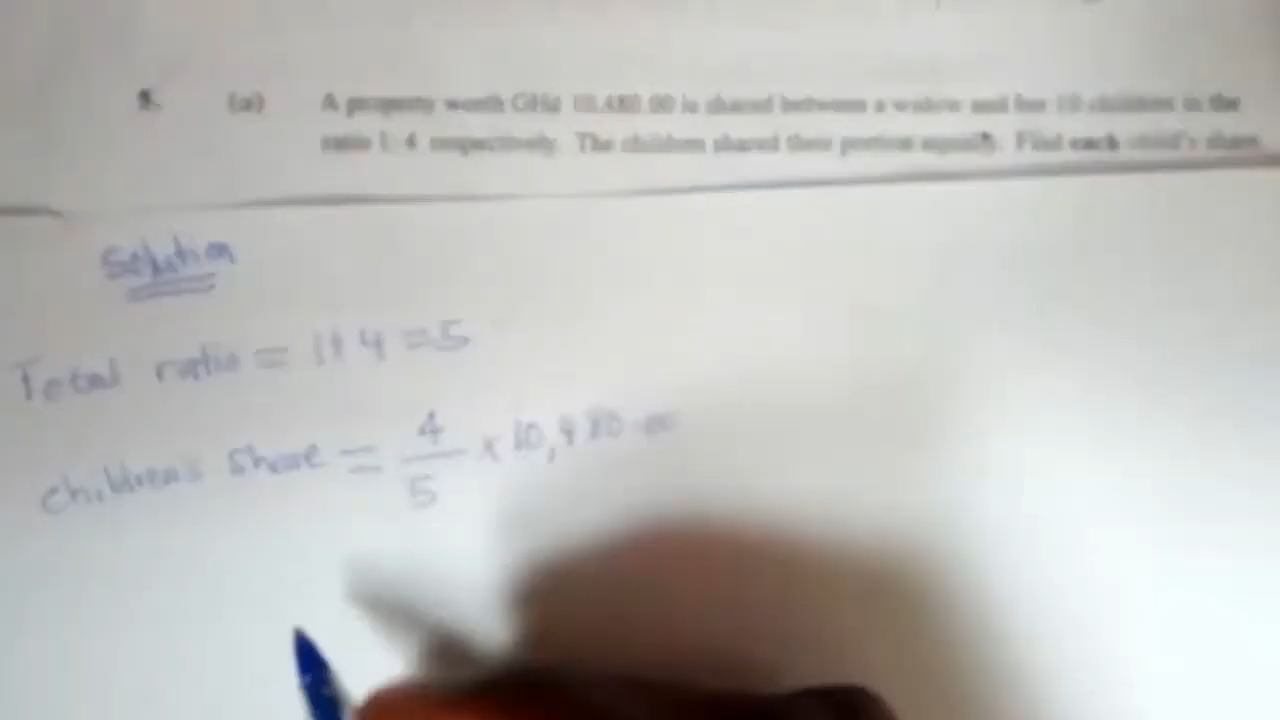 5. (a) A property worth GH¢ 10,480.00 is shared between a widow and her 10 children in the
ratio 1:4 respectively. The children shared their portion equally. Find each child's share.
Solution
Total ratio = 1+4 =5
childrens Share = 4/5 x 10,480.00